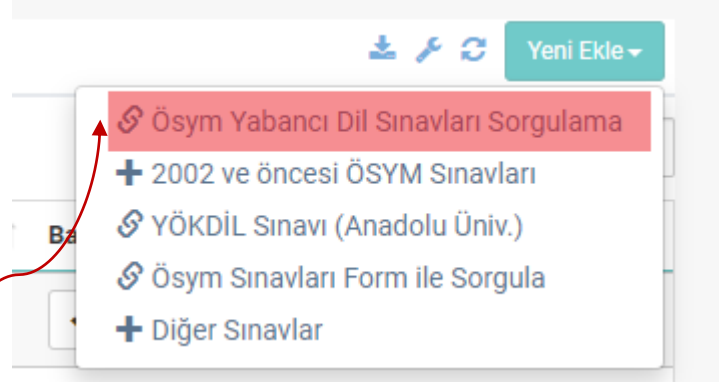 Yeni Ekle
Ösym Yabancı Dil Sınavları Sorgulama
2002 ve öncesi ÖSYM Sınavları
YÖKDİL Sınavı (Anadolu Üniv.)
Ösym Sınavları Form ile Sorgula
Diğer Sınavlar